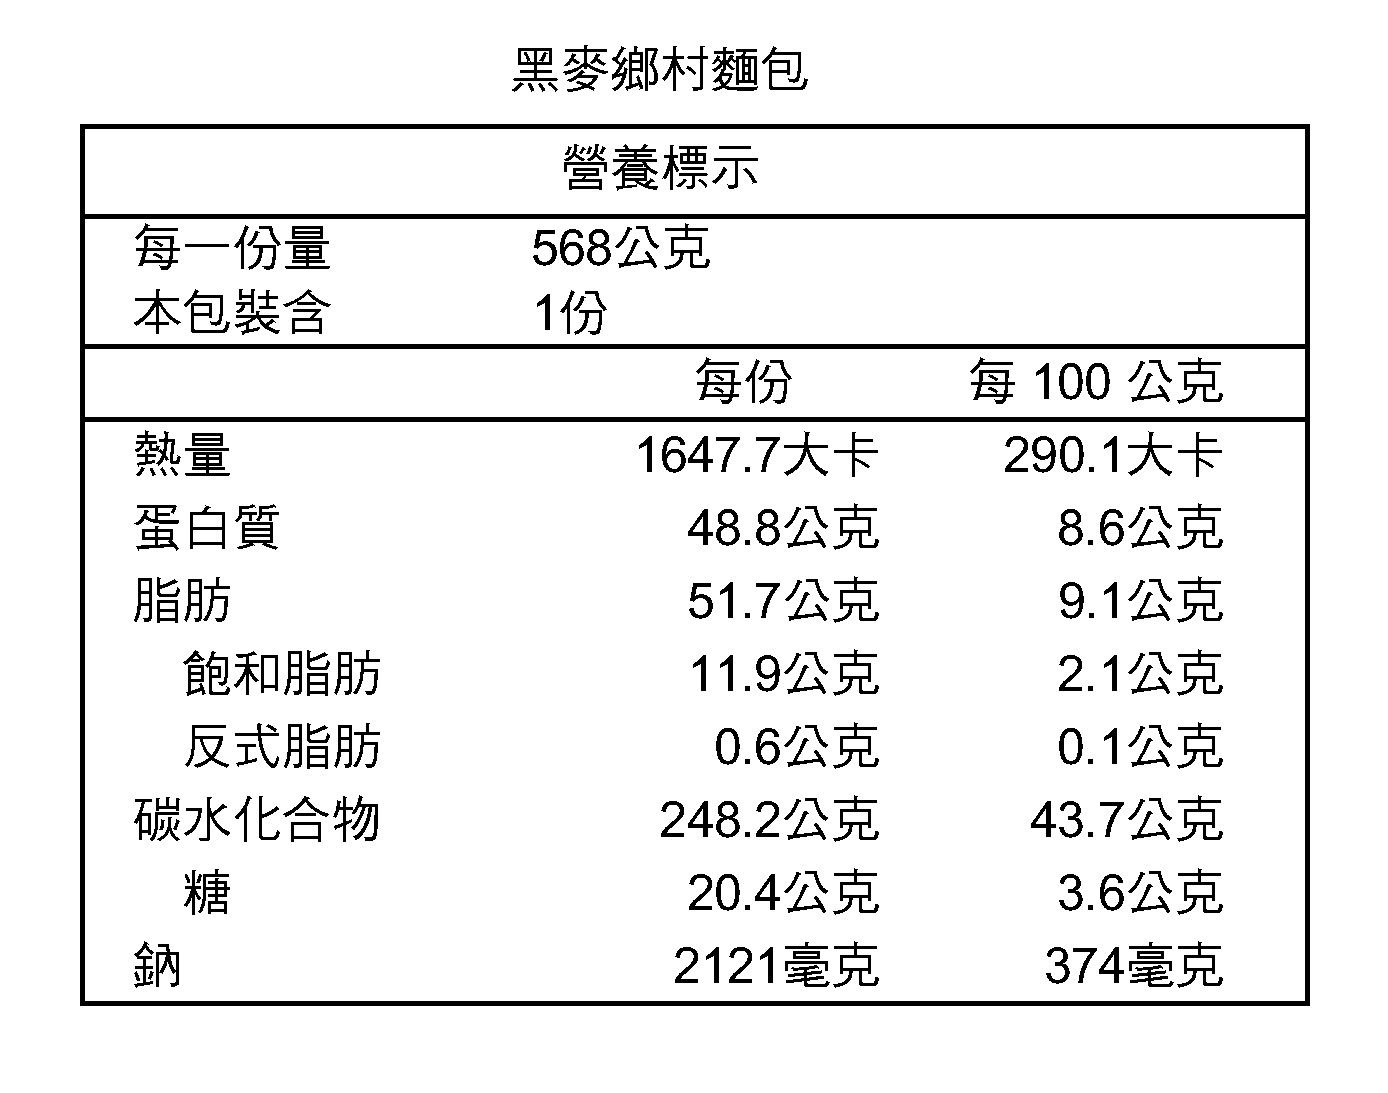 黑麥鄉村麵包
營養標示
每一份量 568公克
本包裝含 1份
每份 每 100 公克
熱量 1647.7大卡 290.1大卡
蛋白質 48.8公克 8.6公克
脂肪 51.7公克 9.1公克
飽和脂肪 11.9公克 2.1公克
反式脂肪 0.6公克 0.1公克
碳水化合物 248.2公克 43.7公克
糖 20.4公克 3.6公克
鈉 2121毫克 374毫克